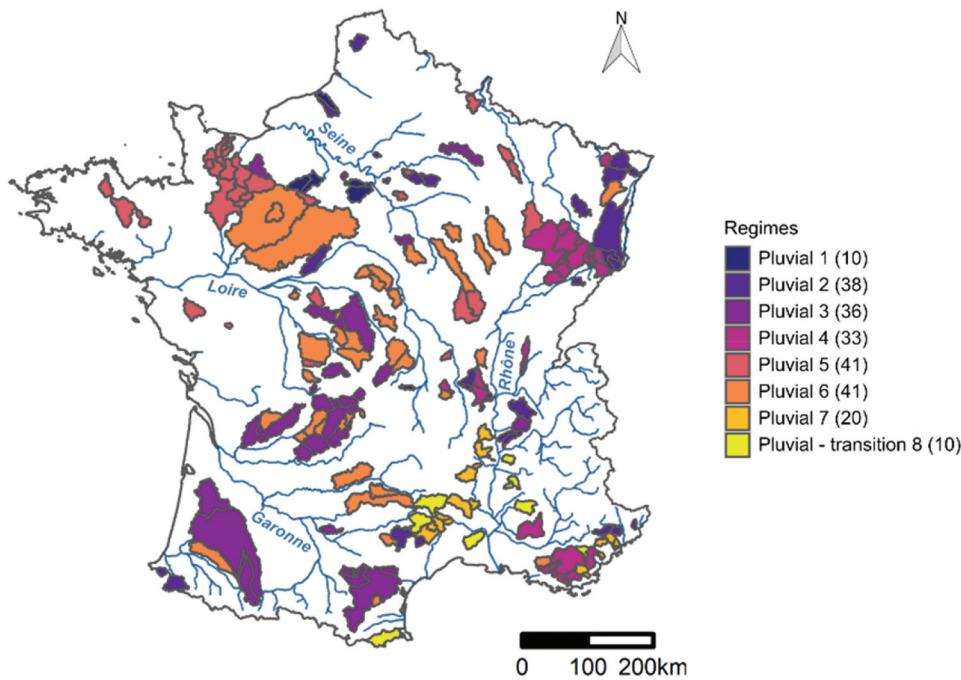 N
Seine
Loire
Rhône
Garonne
Regimes
Pluvial 1 (10)
Pluvial 2 (38)
Pluvial 3 (36)
Pluvial 4 (33)
Pluvial 5 (41)
Pluvial 6 (41)
Pluvial 7 (20)
Pluvial - transition 8 (10)
0 100 200km